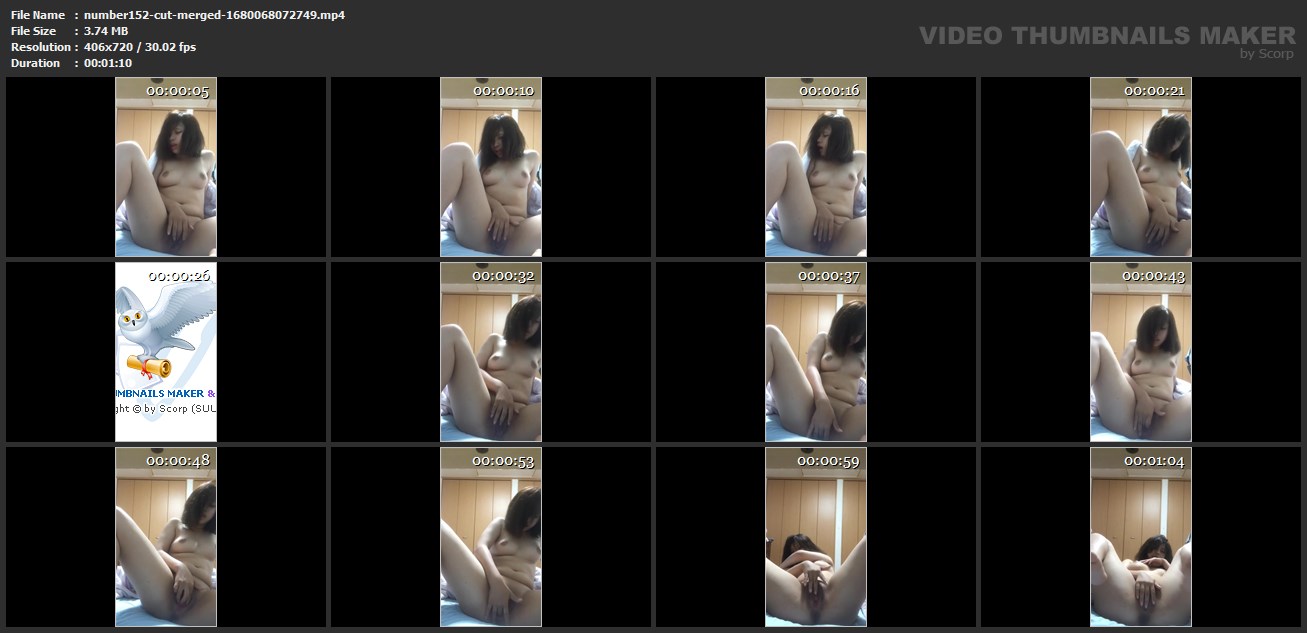 File Name : number152-cut-merged-1680068072749.mp4
File Size : 3.74 MB
Resolution : 406x720 / 30.02 fps
Duration : 00:01:10
VIDEO THUMBNAILS MAKER
by Scorp
00:00:05
00:00:10
00:00:16
00:00:21
00:00:26
UMBNAILS MAKER &
ght © by Scorp (SUU
00:00:32
00:00:37
00:00:43
00:00:48
00:00:53
00:00:59
00:01:04